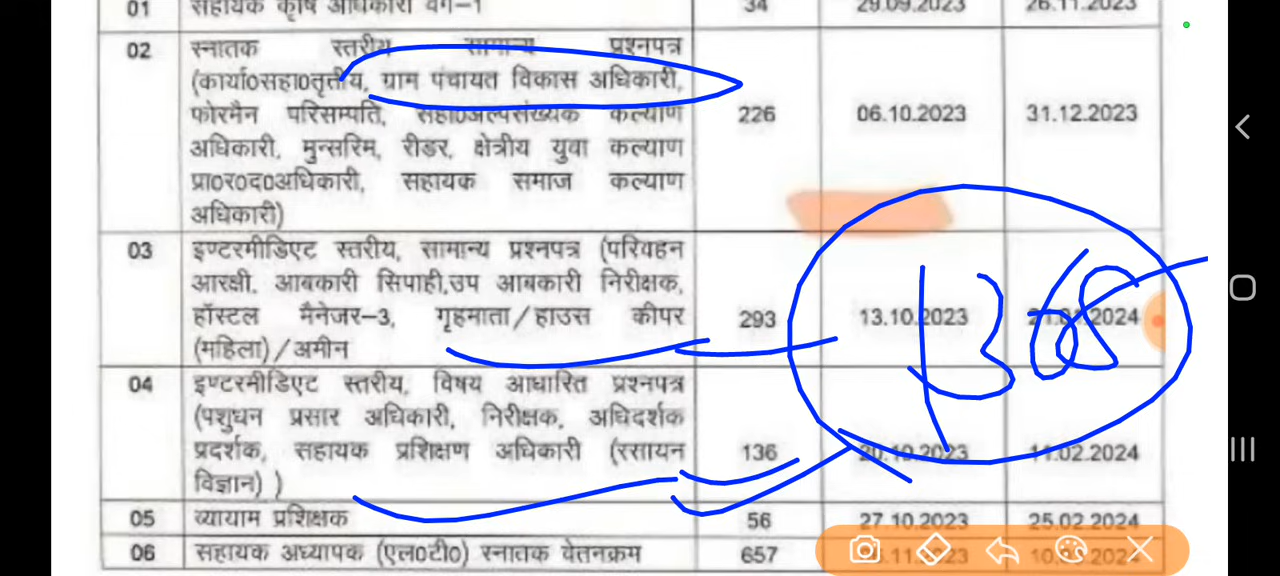 01 सहायक कृषि अधिकारी वर्ग-1 34 29.09.2023 26.11.2023
02 स्नातक स्तरीय सामान्य प्रश्नपत्र
(कार्या0सहा0तृतीय, ग्राम पंचायत विकास अधिकारी,
फोरमैन परिसम्पति, सहा0अल्पसंख्यक कल्याण 226 06.10.2023 31.12.2023
अधिकारी, मुन्सरिम, रीडर, क्षेत्रीय युवा कल्याण
प्रा0र0द0अधिकारी, सहायक समाज कल्याण
अधिकारी)
03 इण्टरमीडिएट स्तरीय, सामान्य प्रश्नपत्र (परिवहन
आरक्षी, आबकारी सिपाही,उप आबकारी निरीक्षक,
हॉस्टल मैनेजर-3, गृहमाता/हाउस कीपर 293 13.10.2023 21.01.2024
(महिला)/अमीन
04 इण्टरमीडिएट स्तरीय, विषय आधारित प्रश्नपत्र
(पशुधन प्रसार अधिकारी, निरीक्षक, अधिदर्शक
प्रदर्शक, सहायक प्रशिक्षण अधिकारी (रसायन 136 20.10.2023 11.02.2024
विज्ञान) )
05 व्यायाम प्रशिक्षक 56 27.10.2023 25.02.2024
06 सहायक अध्यापक (एल0टी0) स्नातक वेतनक्रम 657